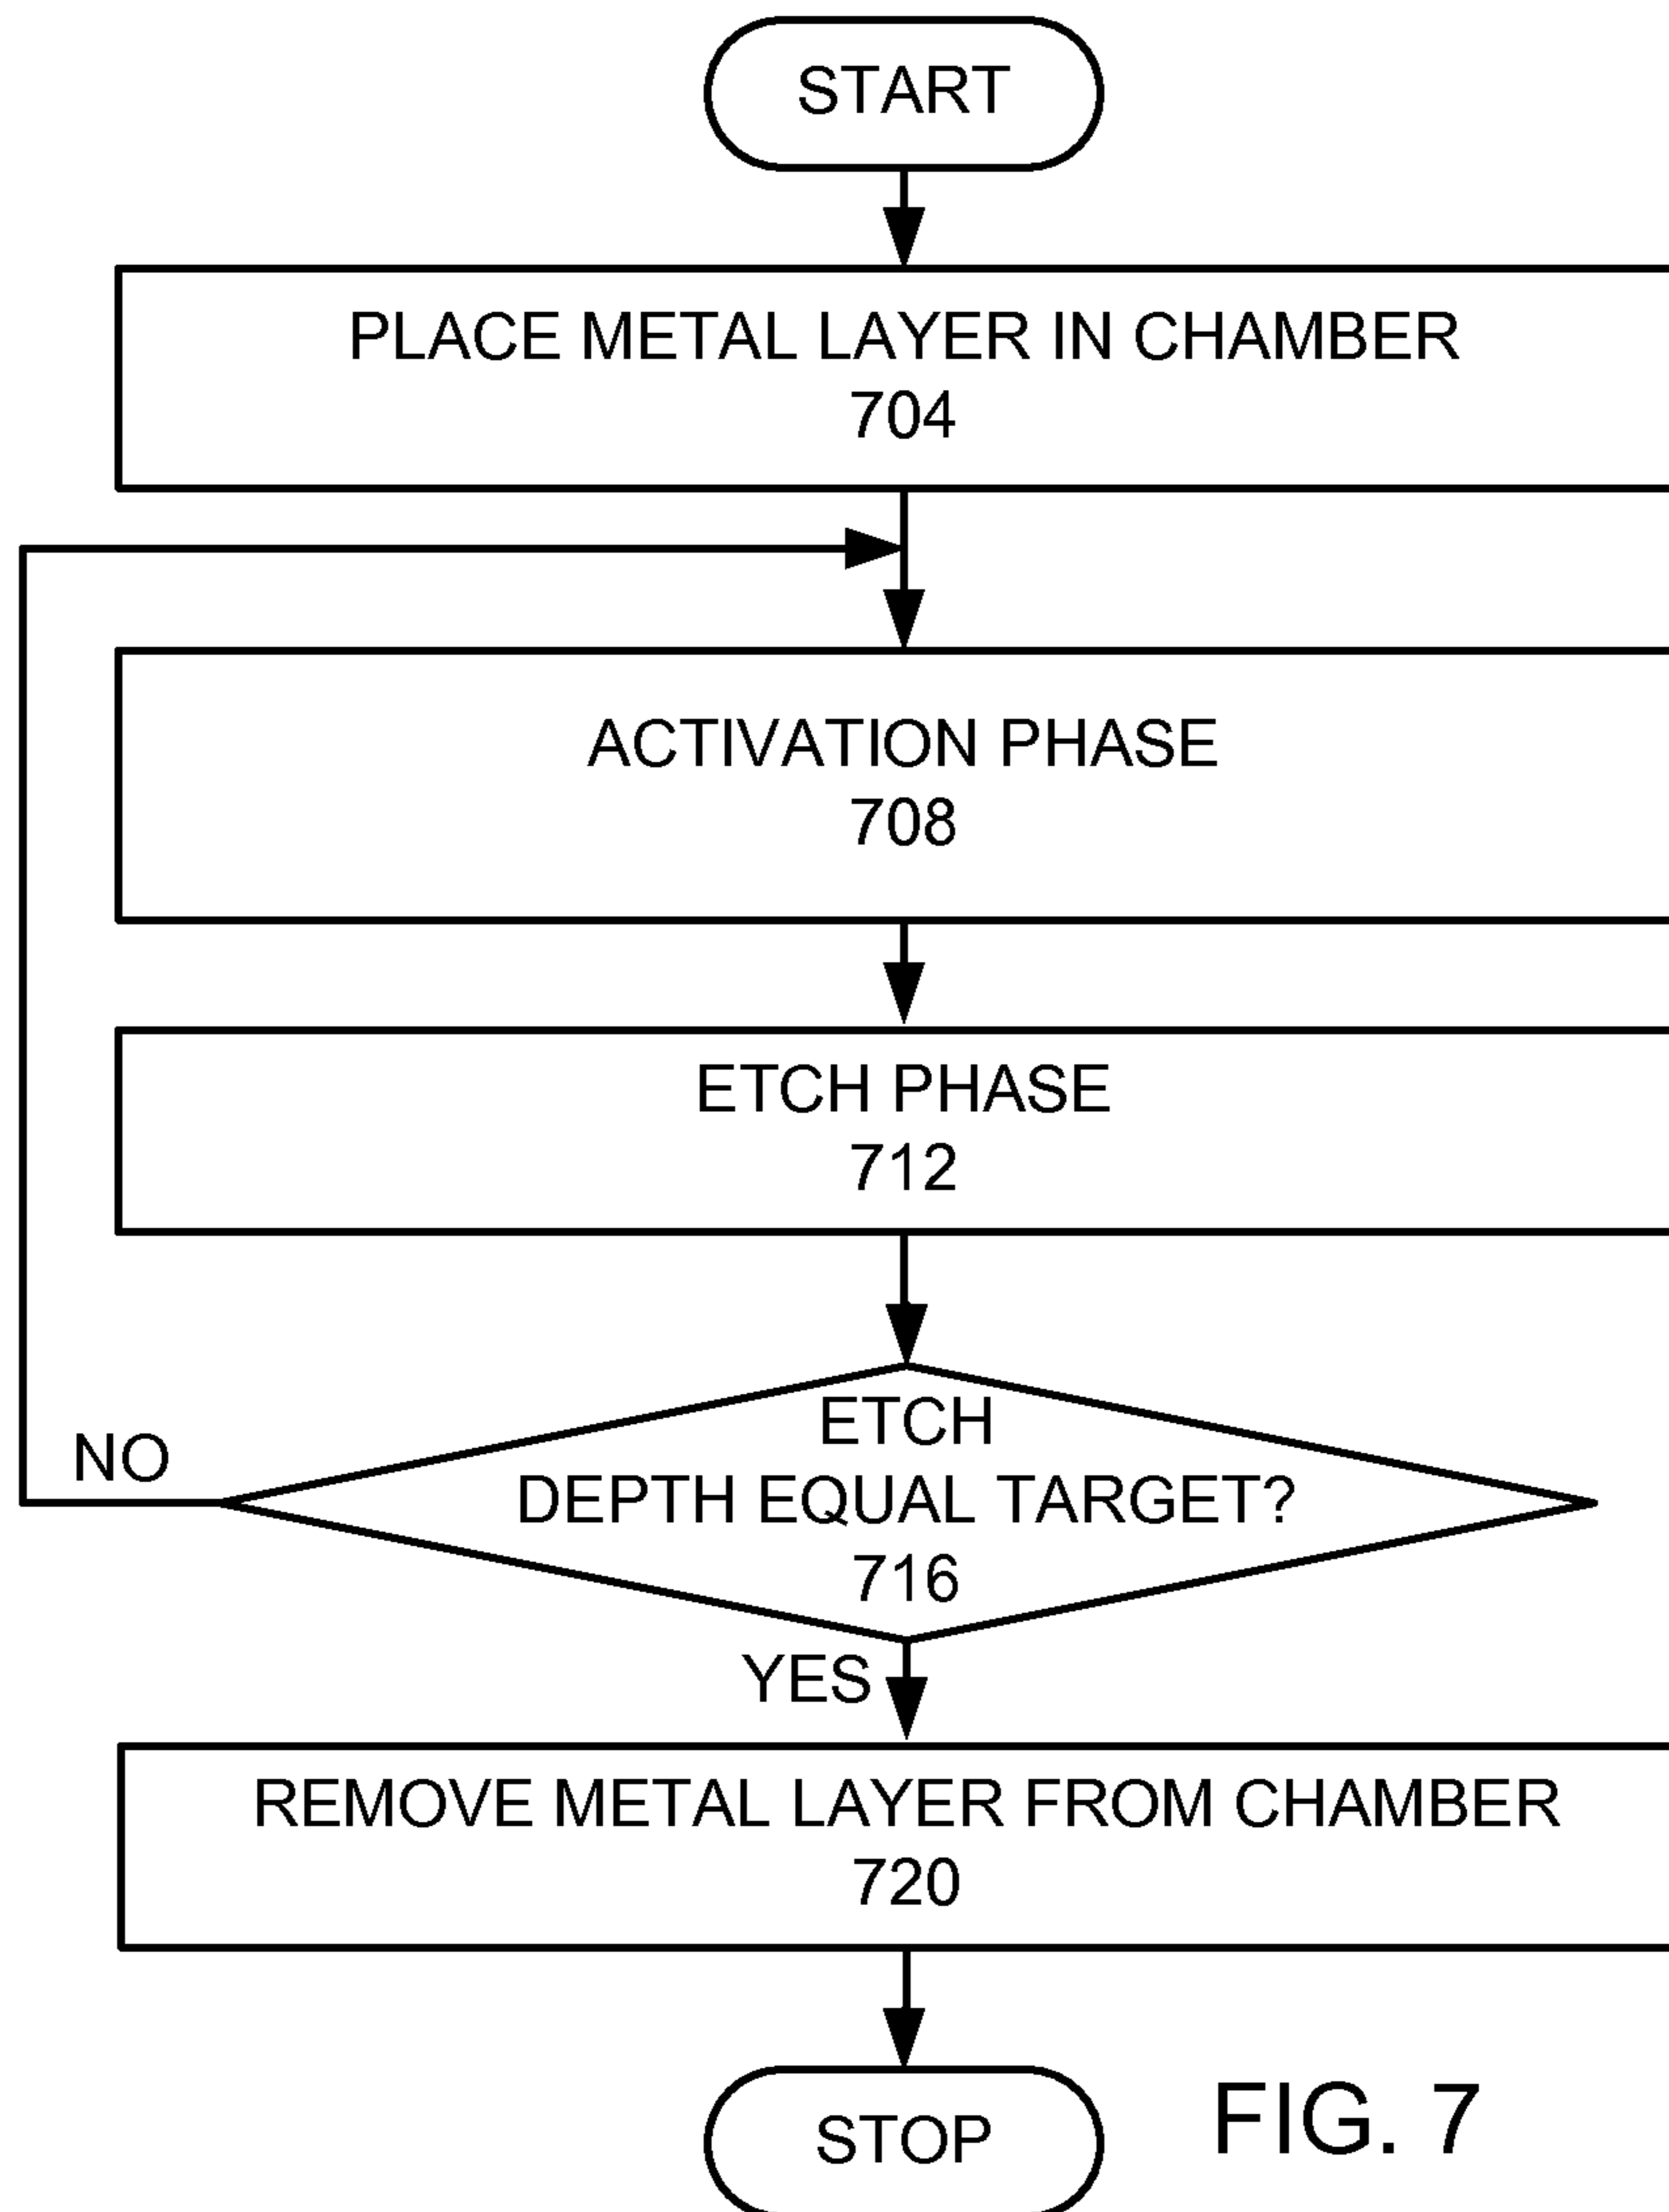 START
PLACE METAL LAYER IN CHAMBER
704
ACTIVATION PHASE
708
ETCH PHASE
712
ETCH
DEPTH EQUAL TARGET?
716
NO
YES
REMOVE METAL LAYER FROM CHAMBER
720
STOP
FIG. 7